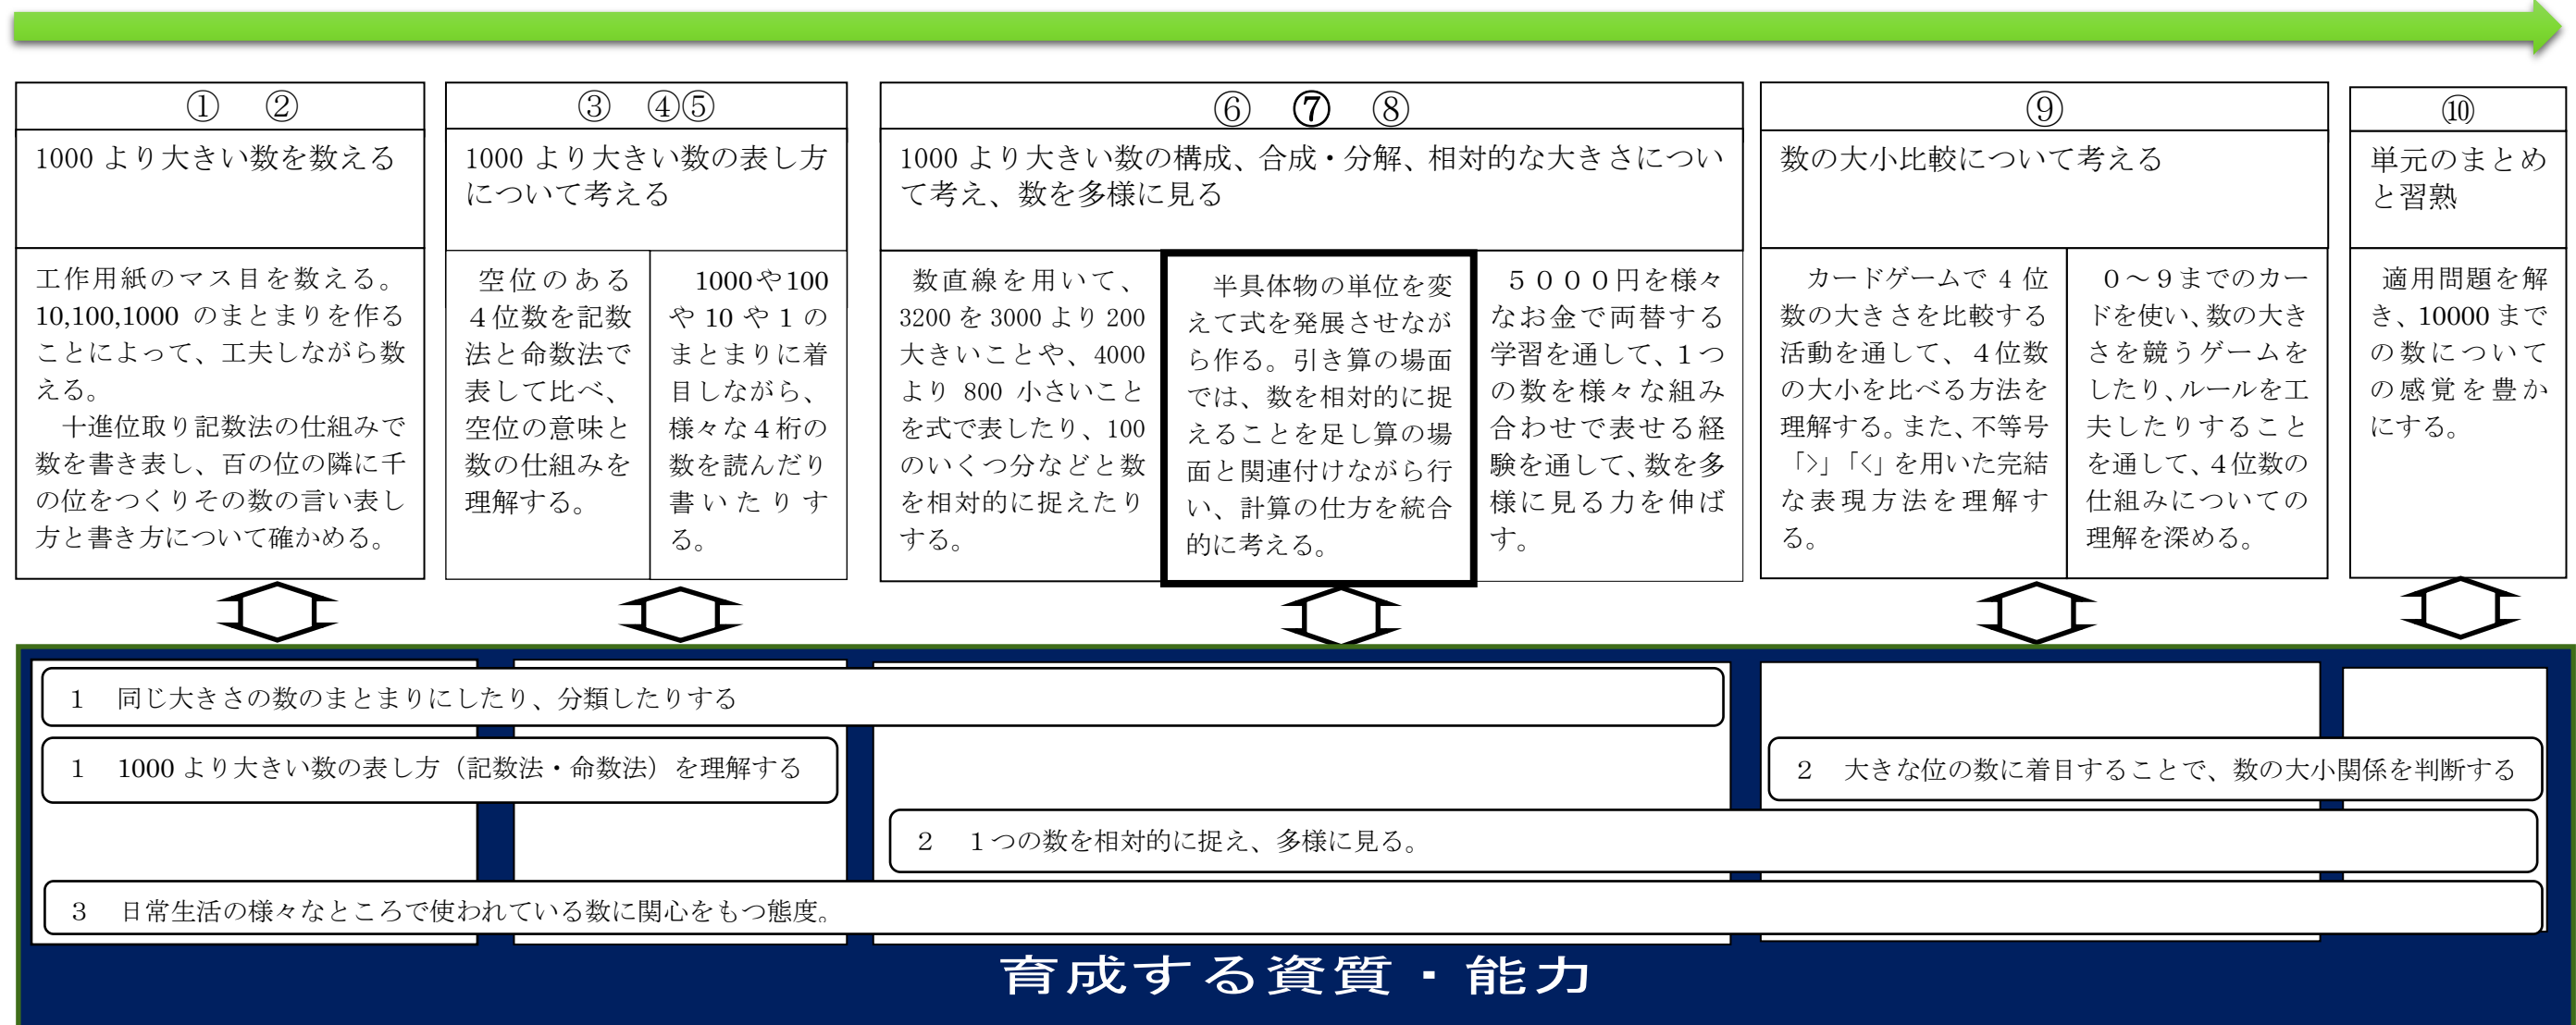 ① ②
1000 より大きい数を数える
工作用紙のマス目を数える。
10,100,1000 のまとまりを作る
ことによって、工夫しながら数
える。
十進位取り記数法の仕組みで
数を書き表し、百の位の隣に千
の位をつくりその数の言い表し
方と書き方について確かめる。
③ ④⑤
1000 より大きい数の表し方
について考える
空位のある
４位数を記数
法と命数法で
表して比べ、
空位の意味と
数の仕組みを
理解する。
1000や100
や 10 や 1 の
まとまりに着
目しながら、
様々な４桁の
数を読んだり
書いたりす
る。
⑥ ⑦ ⑧
1000 より大きい数の構成、合成・分解、相対的な大きさについ
て考え、数を多様に見る
数直線を用いて、
3200 を 3000 より 200
大きいことや、4000
より 800 小さいこと
を式で表したり、100
のいくつ分などと数
を相対的に捉えたり
する。
半具体物の単位を変
えて式を発展させなが
ら作る。引き算の場面
では、数を相対的に捉
えることを足し算の場
面と関連付けながら行
い、計算の仕方を統合
的に考える。
５０００円を様々
なお金で両替する
学習を通して、１つ
の数を様々な組み
合わせで表せる経
験を通して、数を多
様に見る力を伸ば
す。
⑨
数の大小比較について考える
カードゲームで 4 位
数の大きさを比較する
活動を通して、４位数
の大小を比べる方法を
理解する。また、不等号
「>」「<」を用いた完結
な表現方法を理解す
る。
０～９までのカー
ドを使い、数の大き
さを競うゲームを
したり、ルールを工
夫したりすること
を通して、４位数の
仕組みについての
理解を深める。
⑩
単元のまとめ
と習熟
適用問題を解
き、10000 まで
の数について
の感覚を豊か
にする。
1 同じ大きさの数のまとまりにしたり、分類したりする
1 1000 より大きい数の表し方（記数法・命数法）を理解する
2 大きな位の数に着目することで、数の大小関係を判断する
2 １つの数を相対的に捉え、多様に見る。
3 日常生活の様々なところで使われている数に関心をもつ態度。
育成する資質・能力